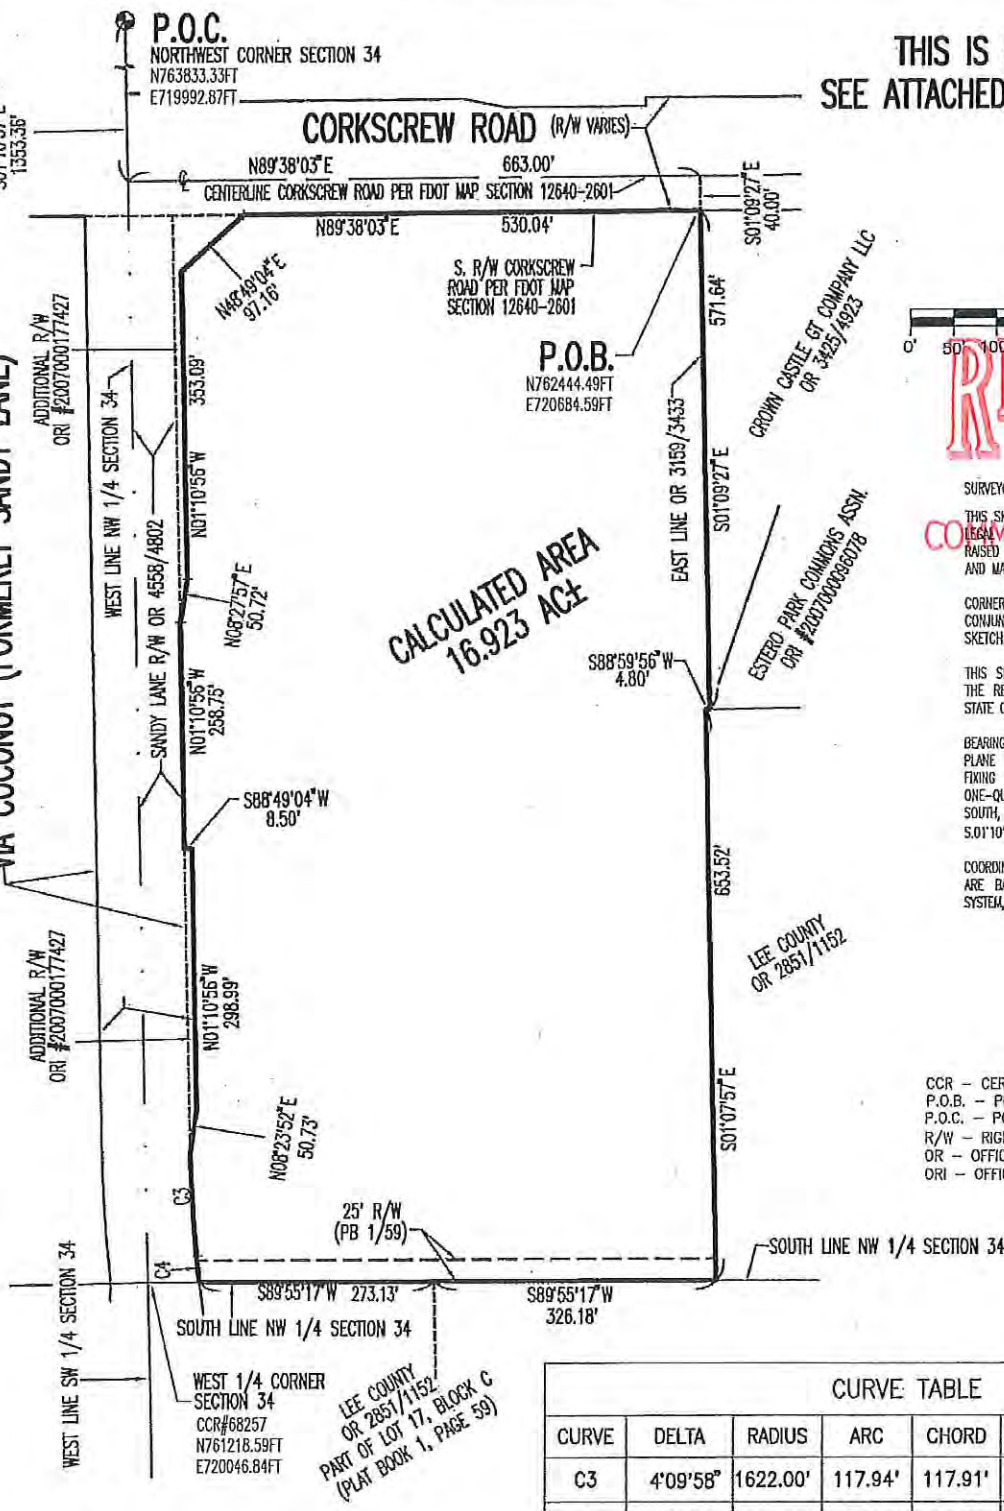 P.O.C.
NORTHWEST CORNER SECTION 34
N763833.33FT
E719992.87FT
THIS IS
SEE ATTACHED
1353.36'
CORKSCREW ROAD (R/W VARIES)
N89°38'03"E 663.00'
CENTERLINE CORKSCREW ROAD PER FDOT MAP SECTION 12640-2601
S01°09'27"E
40.00'
N89°38'03"E 530.04'
N48°49'04"E
97.16'
S. R/W CORKSCREW
ROAD PER FDOT MAP
SECTION 12640-2601
P.O.B.
N762444.49FT
E720684.59FT
571.64'
S01°09'27"E
EAST LINE OR 3159/3433
CROWN CASTLE GT COMPANY LLC
OR 3425/4923
0' 50' 100
VIA COCONUT (FORMERLY SANDY LANE)
ADDITIONAL R/W
ORI #2007000177427
WEST LINE NW 1/4 SECTION 34
SANDY LANE R/W OR 4558/4802
353.09'
N01°10'56"W
N08°27'57"E
50.72'
N01°10'56"W
258.75'
CALCULATED AREA
16.923 AC±
ESTERO PARK COMMONS ASSN.
ORI #2007000096078
S88°59'56"W
4.80'
S88°49'04"W
8.50'
653.52'
S01°07'57"E
LEE COUNTY
OR 2851/1152
ADDITIONAL R/W
ORI #2007000177427
N01°10'56"W
298.99'
N08°23'52"E
50.73'
C3
C4
25' R/W
(PB 1/59)
SOUTH LINE NW 1/4 SECTION 34
S89°55'17"W 273.13'
S89°55'17"W
326.18'
SOUTH LINE NW 1/4 SECTION 34
WEST LINE SW 1/4 SECTION 34
WEST 1/4 CORNER
SECTION 34
CCR#68257
N761218.59FT
E720046.84FT
LEE COUNTY
OR 2851/1152
PART OF LOT 17, BLOCK C
(PLAT BOOK 1, PAGE 59)
SURVEYO
THIS SK
LEGAL
COMM
RAISED
AND MA
CORNER
CONJUN
SKETCH
THIS S
THE RE
STATE O
BEARING
PLANE
FIXING
ONE-QU
SOUTH,
S.01°10'
COORDIN
ARE BA
SYSTEM,
CCR - CER
P.O.B. - P
P.O.C. - PO
R/W - RIG
OR - OFFIC
ORI - OFFIC
CURVE TABLE
CURVE DELTA RADIUS ARC CHORD
C3 4°09'58" 1622.00' 117.94' 117.91'